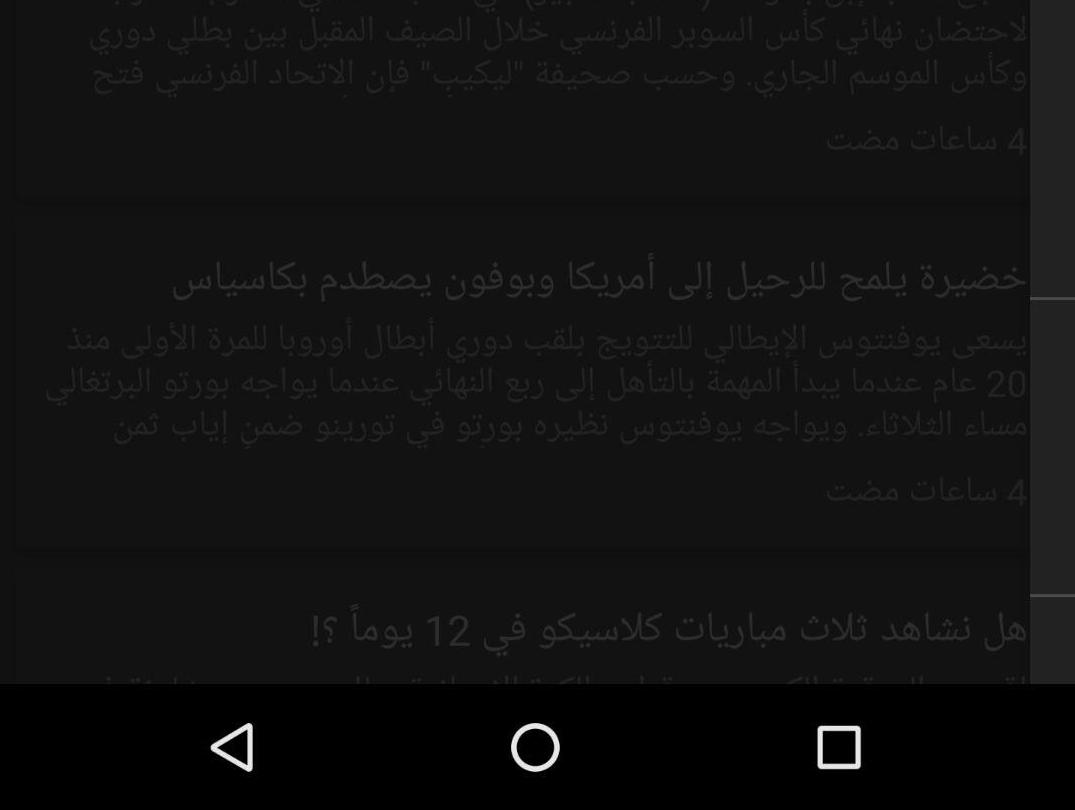 لاحتضان نهائي كأس السوبر الفرنسي خلال الصيف المقبل بين بطلي دوري
وكأس الموسم الجاري. وحسب صحيفة "ليكيب" فإن الاتحاد الفرنسي فتح
4 ساعات مضت
خضيرة يلمح للرحيل إلى أمريكا وبوفون يصطدم بكاسياس
يسعى يوفنتوس الإيطالي للتتويج بلقب دوري أبطال أوروبا للمرة الأولى منذ
20 عام عندما يبدأ المهمة بالتأهل إلى ربع النهائي عندما يواجه بورتو البرتغالي
مساء الثلاثاء. ويواجه يوفنتوس نظيره بورتو في تورينو ضمن إياب ثمن
4 ساعات مضت
هل نشاهد ثلاث مباريات كلاسيكو في 12 يوماً ؟!